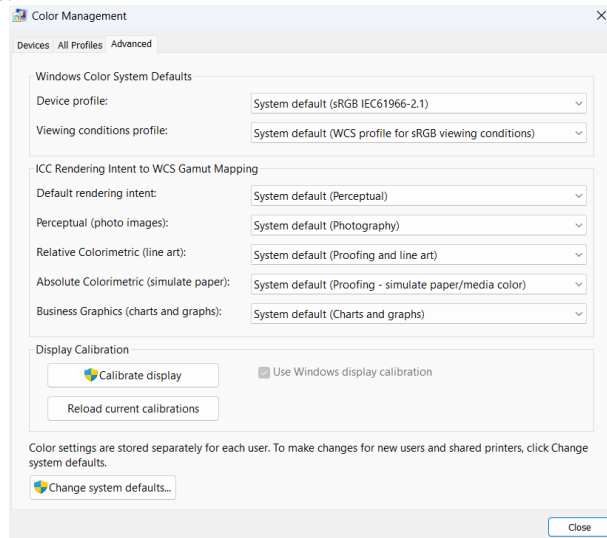 Color Management
Devices All Profiles Advanced
Windows Color System Defaults
Device profile: System default (sRGB IEC61966-2.1)
Viewing conditions profile: System default (WCS profile for sRGB viewing conditions)
ICC Rendering Intent to WCS Gamut Mapping
Default rendering intent: System default (Perceptual)
Perceptual (photo images): System default (Photography)
Relative Colorimetric (line art): System default (Proofing and line art)
Absolute Colorimetric (simulate paper): System default (Proofing - simulate paper/media color)
Business Graphics (charts and graphs): System default (Charts and graphs)
Display Calibration
Calibrate display Use Windows display calibration
Reload current calibrations
Color settings are stored separately for each user. To make changes for new users and shared printers, click Change
system defaults.
Change system defaults...
Close